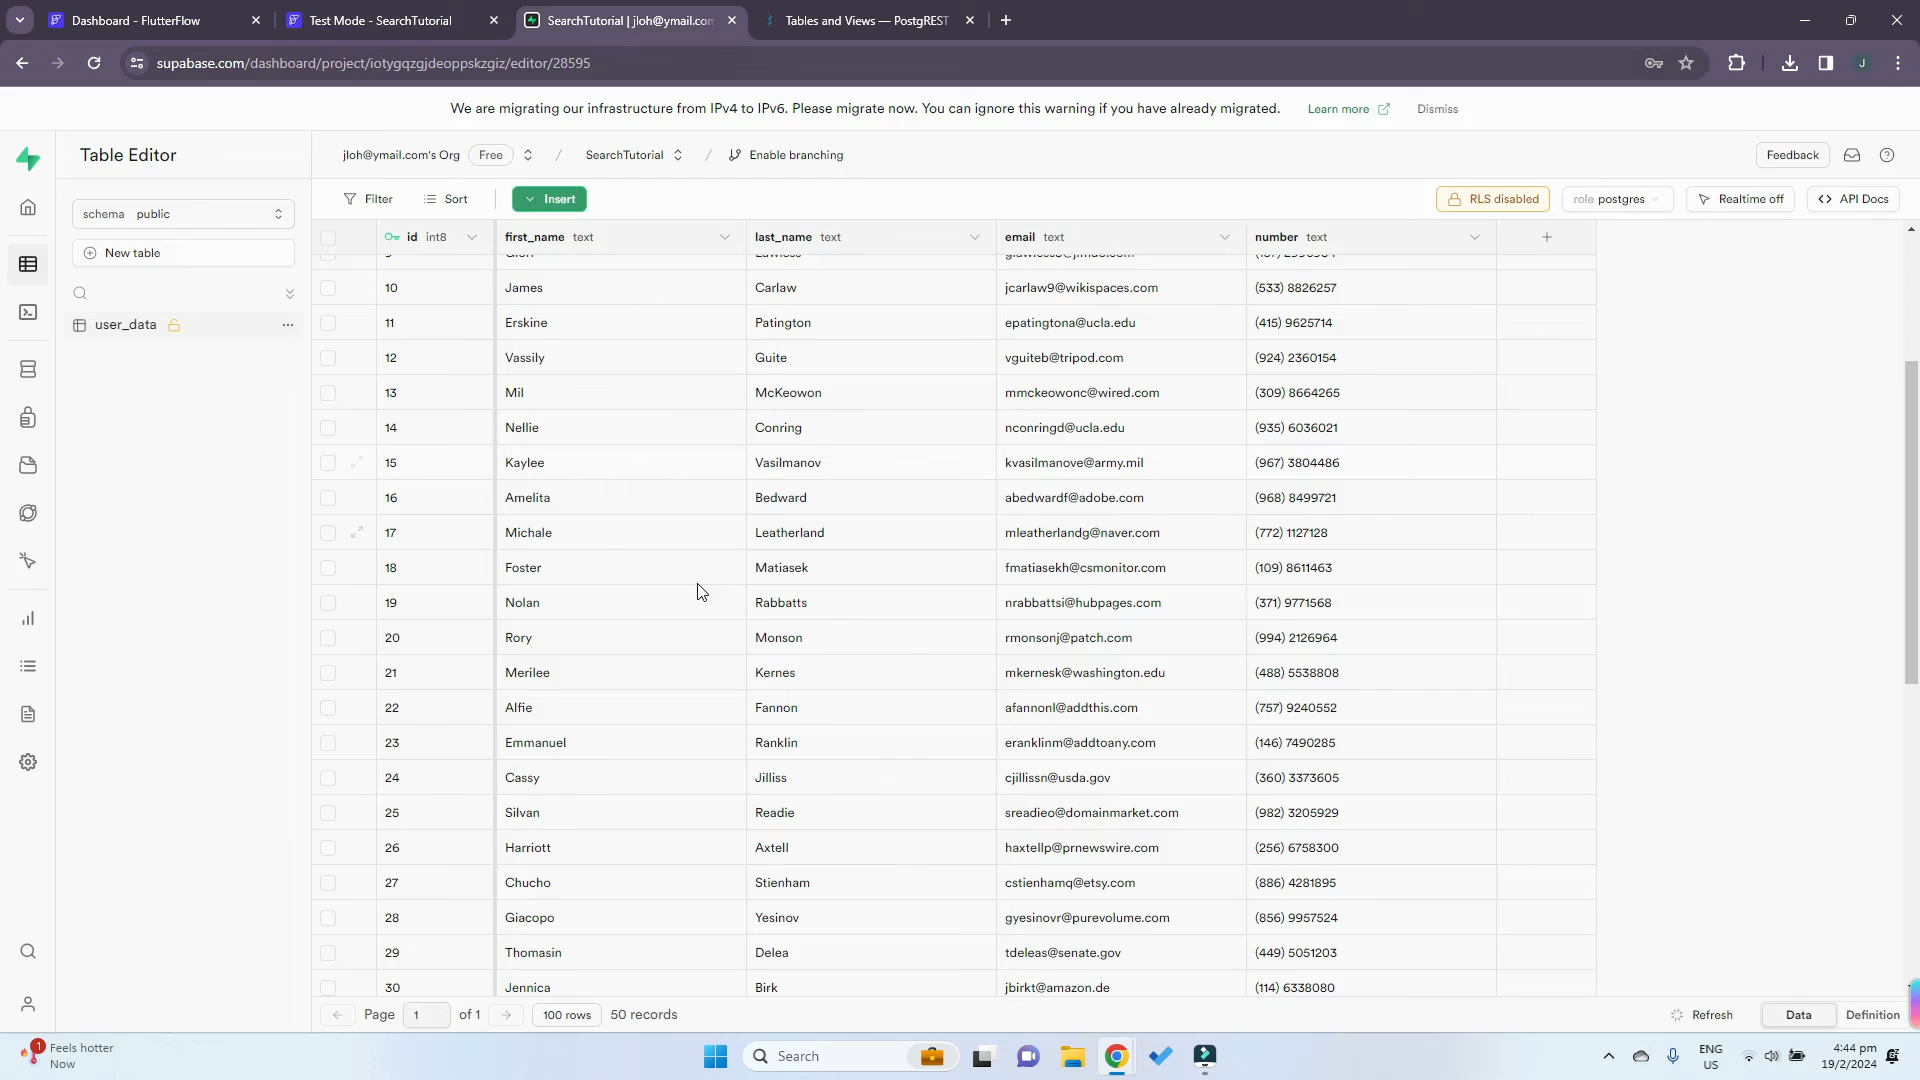 Dashboard - FlutterFlow
Test Mode - SearchTutorial
SearchTutorial | jloh@ymail.com
Tables and Views — PostgREST
supabase.com/dashboard/project/iotygqzgjdeoppskzgiz/editor/28595
J
We are migrating our infrastructure from IPv4 to IPv6. Please migrate now. You can ignore this warning if you have already migrated. Learn more Dismiss
Table Editor
jloh@ymail.com's Org Free / SearchTutorial / Enable branching
Feedback
schema public
New table
user_data
Filter Sort Insert
RLS disabled role postgres Realtime off API Docs
id int8 first_name text last_name text email text number text
10 James Carlaw jcarlaw9@wikispaces.com (533) 8826257
11 Erskine Patington epatingtona@ucla.edu (415) 9625714
12 Vassily Guite vguiteb@tripod.com (924) 2360154
13 Mil McKeowon mmckeowonc@wired.com (309) 8664265
14 Nellie Conring nconringd@ucla.edu (935) 6036021
15 Kaylee Vasilmanov kvasilmanove@army.mil (967) 3804486
16 Amelita Bedward abedwardf@adobe.com (968) 8499721
17 Michale Leatherland mleatherlandg@naver.com (772) 1127128
18 Foster Matiasek fmatiasekh@csmonitor.com (109) 8611463
19 Nolan Rabbatts nrabbattsi@hubpages.com (371) 9771568
20 Rory Monson rmonsonj@patch.com (994) 2126964
21 Merilee Kernes mkernesk@washington.edu (488) 5538808
22 Alfie Fannon afannonl@addthis.com (757) 9240552
23 Emmanuel Ranklin eranklinm@addtoany.com (146) 7490285
24 Cassy Jilliss cjillissn@usda.gov (360) 3373605
25 Silvan Readie sreadieo@domainmarket.com (982) 3205929
26 Harriott Axtell haxtellp@prnewswire.com (256) 6758300
27 Chucho Stienham cstienhamq@etsy.com (886) 4281895
28 Giacopo Yesinov gyesinovr@purevolume.com (856) 9957524
29 Thomasin Delea tdeleas@senate.gov (449) 5051203
30 Jennica Birk jbirkt@amazon.de (114) 6338080
Page 1 of 1 100 rows 50 records
Refresh Data Definition
1
Feels hotter
Now
Search
ENG
US
4:44 pm
19/2/2024